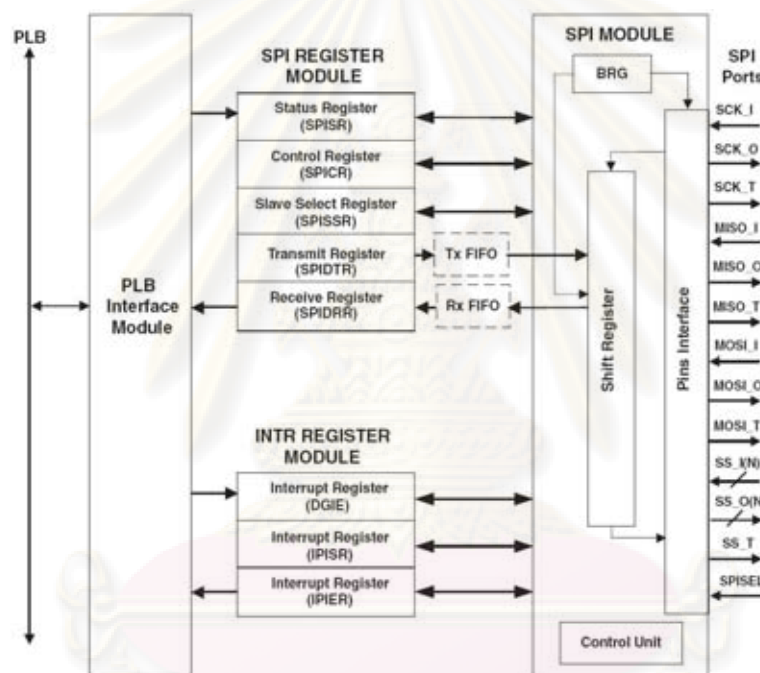 PLB
SPI REGISTER
MODULE
Status Register
(SPISR)
Control Register
(SPICR)
Slave Select Register
(SPISSR)
Transmit Register
(SPIDTR)
Receive Register
(SPIDRR)
Tx FIFO
Rx FIFO
PLB
Interface
Module
INTR REGISTER
MODULE
Interrupt Register
(DGIE)
Interrupt Register
(IPISR)
Interrupt Register
(IPIER)
SPI MODULE
BRG
Shift Register
Pins Interface
Control Unit
SPI
Ports
SCK_I
SCK_O
SCK_T
MISO_I
MISO_O
MISO_T
MOSI_I
MOSI_O
MOSI_T
SS_I(N)
SS_O(N
SS_T
SPISEL